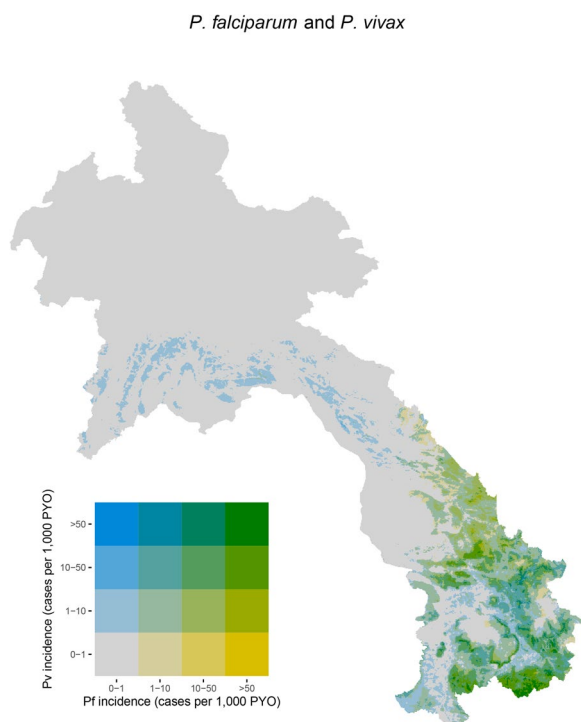 P. falciparum and P. vivax
Pv incidence (cases per 1,000 PYO)
>50
10−50
1−10
0−1
0−1 1−10 10−50 >50
Pf incidence (cases per 1,000 PYO)